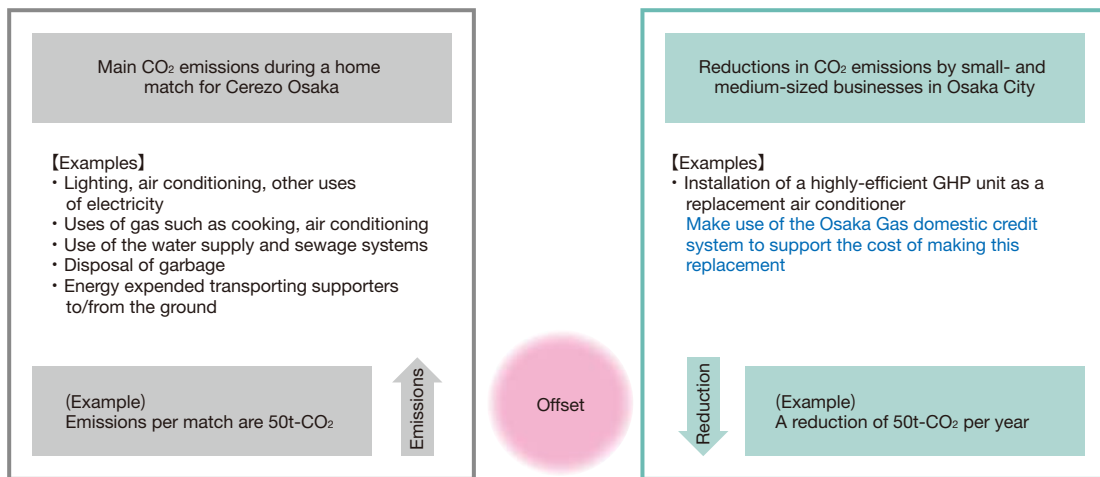 Main CO₂ emissions during a home
match for Cerezo Osaka
【Examples】
・Lighting, air conditioning, other uses
of electricity
・Uses of gas such as cooking, air conditioning
・Use of the water supply and sewage systems
・Disposal of garbage
・Energy expended transporting supporters
to/from the ground
(Example)
Emissions per match are 50t-CO₂
Emissions
Offset
Reductions in CO₂ emissions by small- and
medium-sized businesses in Osaka City
【Examples】
・Installation of a highly-efficient GHP unit as a
replacement air conditioner
Make use of the Osaka Gas domestic credit
system to support the cost of making this
replacement
Reduction
(Example)
A reduction of 50t-CO₂ per year